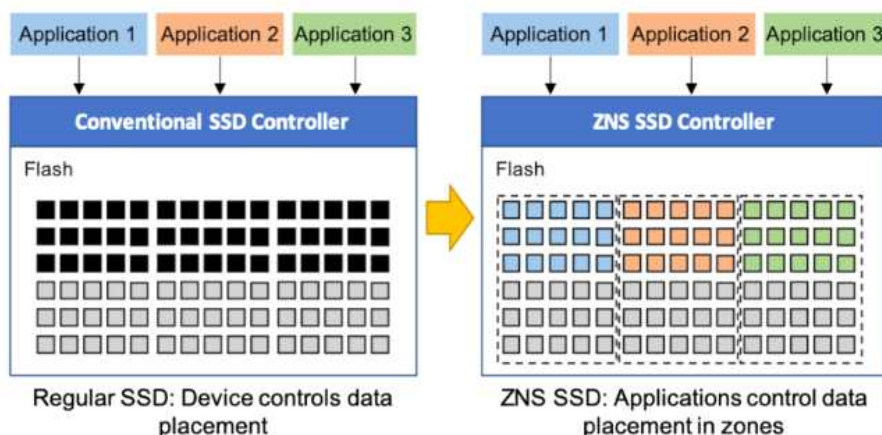 Application 1
Application 2
Application 3
Conventional SSD Controller
Flash
Regular SSD: Device controls data
placement
Application 1
Application 2
Application 3
ZNS SSD Controller
Flash
ZNS SSD: Applications control data
placement in zones